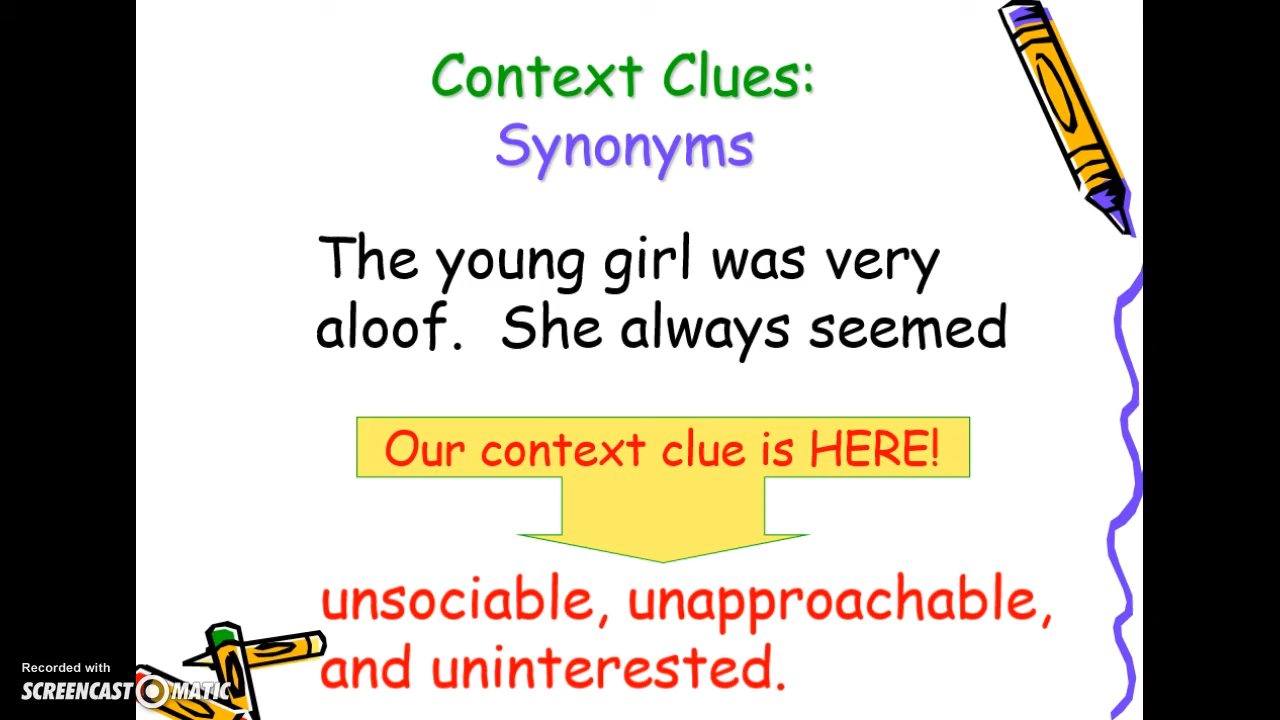 Context Clues:
Synonyms
The young girl was very
aloof. She always seemed
Our context clue is HERE!
unsociable, unapproachable,
and uninterested.
Recorded with
SCREENCAST MATIC